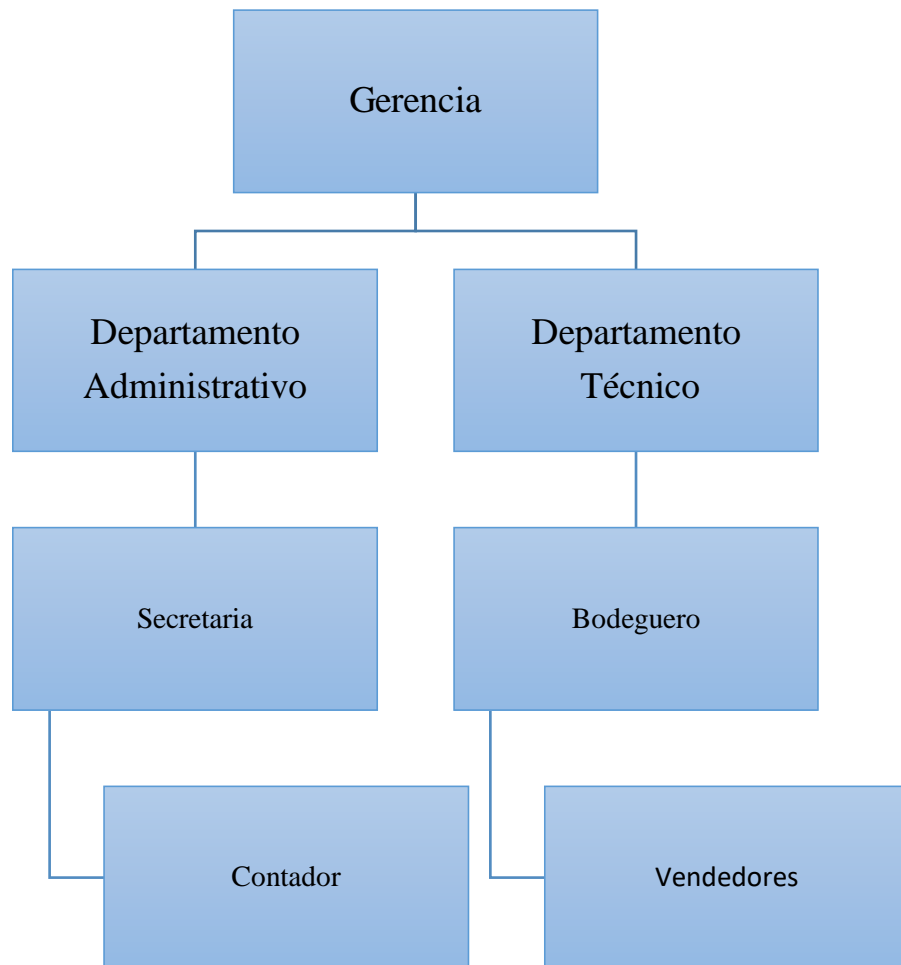 Gerencia
Departamento
Administrativo
Departamento
Técnico
Secretaria
Bodeguero
Contador
Vendedores